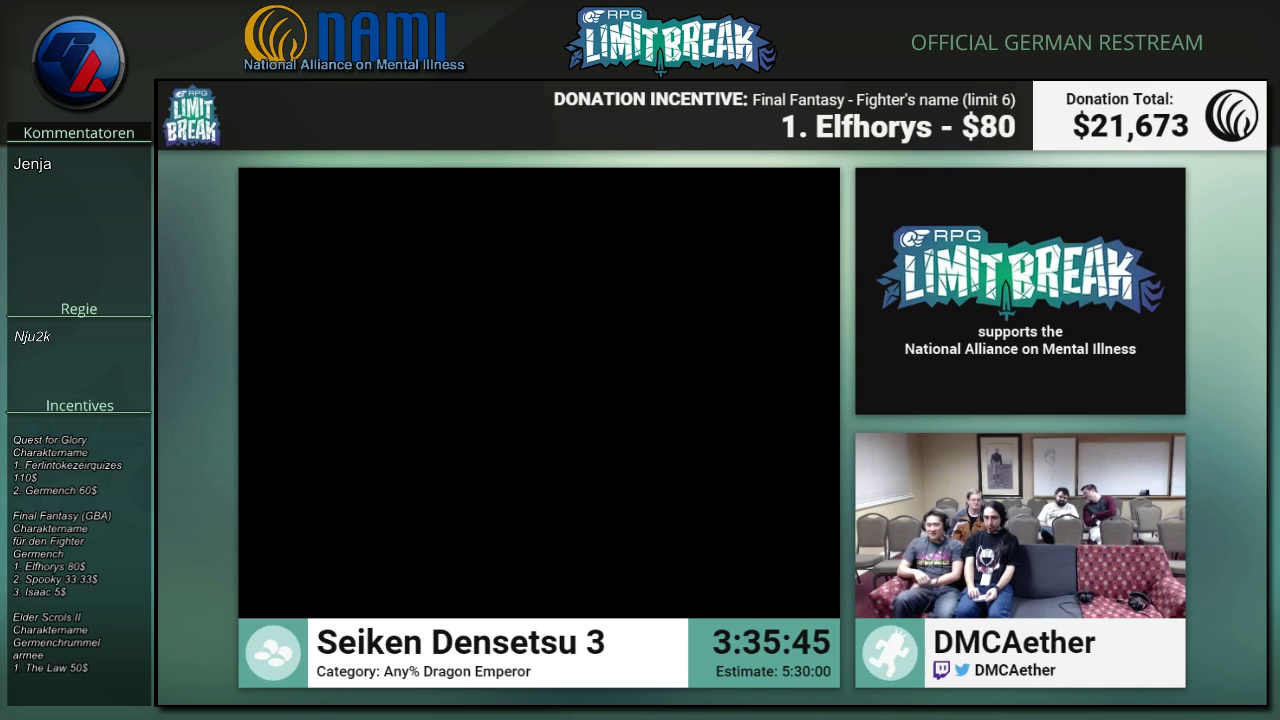 NAMI
National Alliance on Mental Illness
RPG
LIMIT BREAK
OFFICIAL GERMAN RESTREAM
Kommentatoren
Jenja
Regie
Nju2k
Incentives
Quest for Glory
Charaktername
1. Ferlintokezeirquizes
110$
2. Germench 60$
Final Fantasy (GBA)
Charaktername
für den Fighter
Germench
1. Elfhorys 80$
2. Spooky 33.33$
3. Isaac 5$
Elder Scrolls II
Charaktername
Germenchrummel
armee
1. The Law 50$
RPG
LIMIT
BREAK
DONATION INCENTIVE: Final Fantasy - Fighter's name (limit 6)
1. Elfhorys - $80
Donation Total:
$21,673
RPG
LIMIT BREAK
supports the
National Alliance on Mental Illness
Seiken Densetsu 3
Category: Any% Dragon Emperor
3:35:45
Estimate: 5:30:00
DMCAether
DMCAether